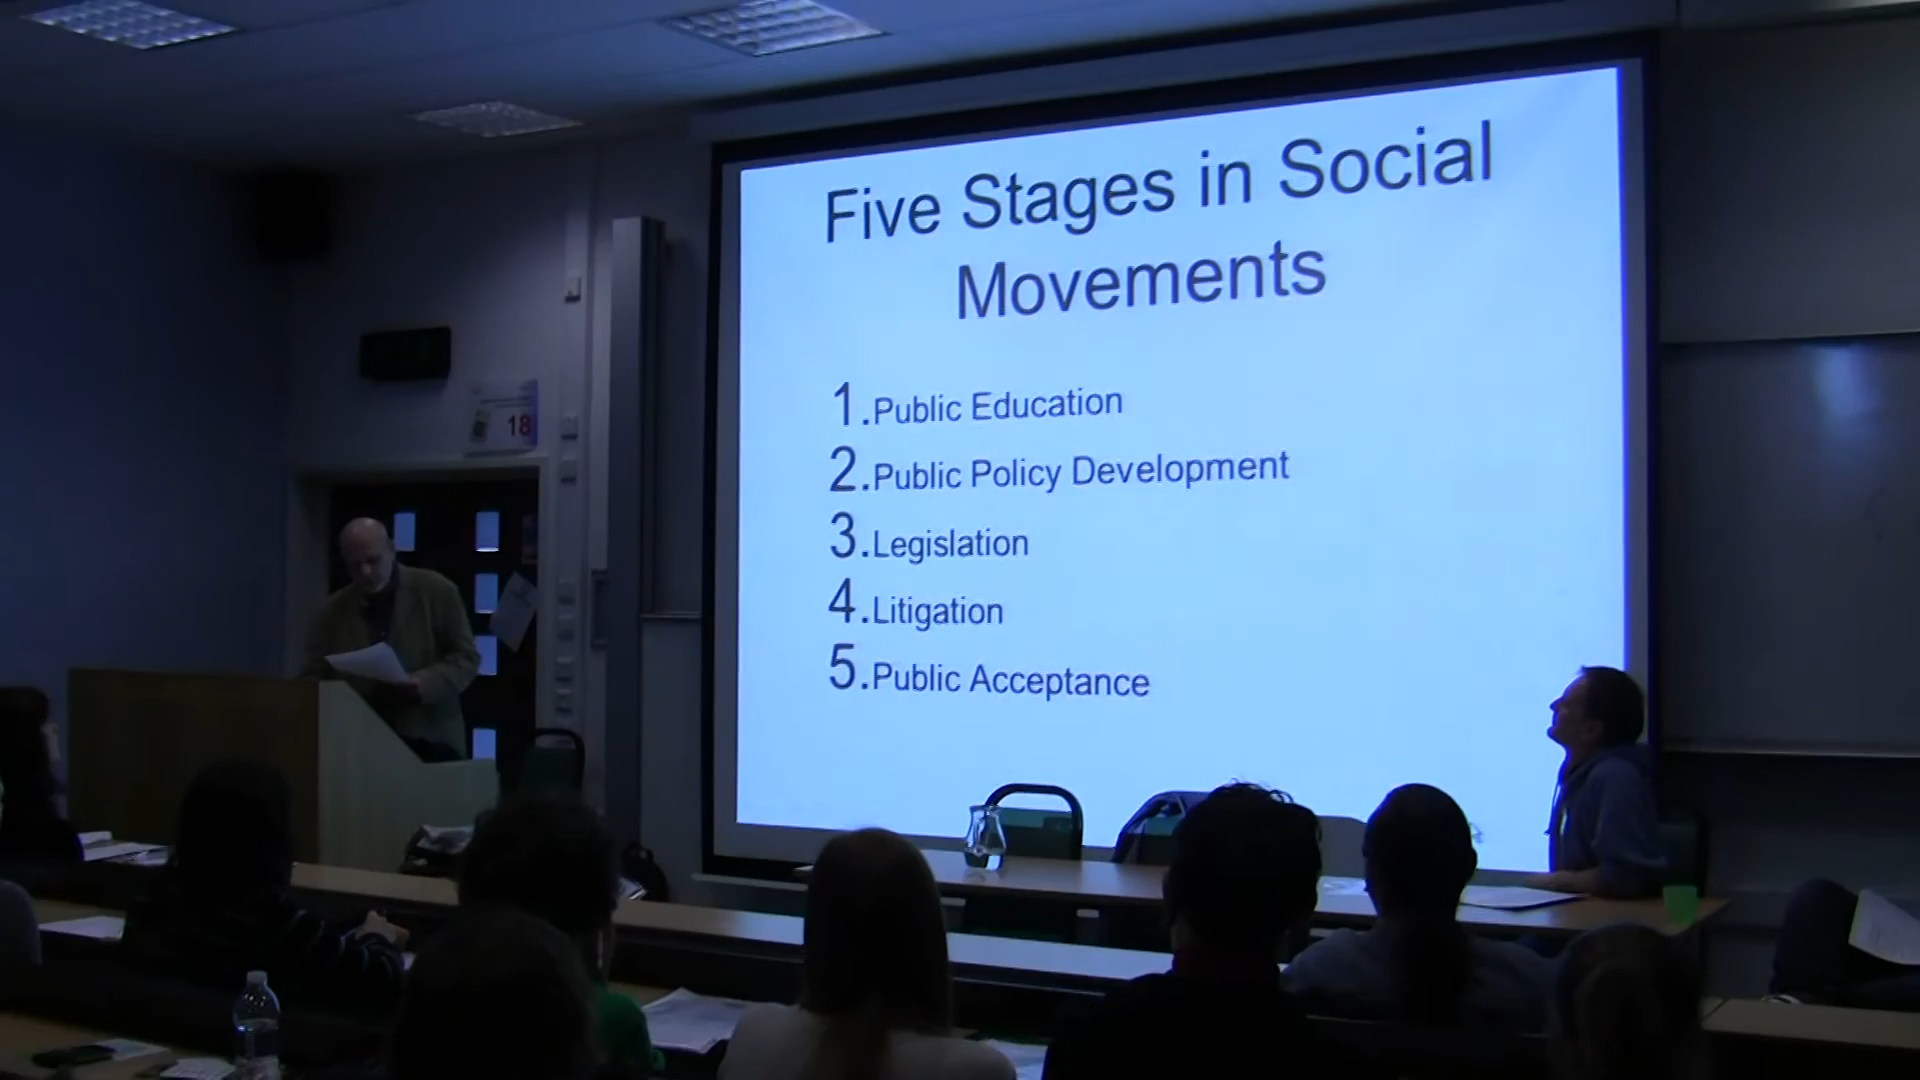 Five Stages in Social
Movements
1.Public Education
2.Public Policy Development
3.Legislation
4.Litigation
5.Public Acceptance
18